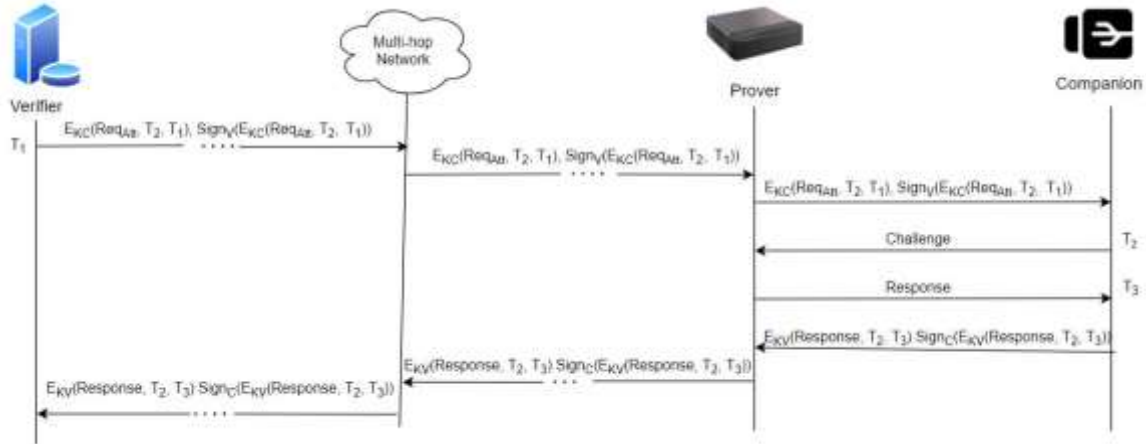 Multi-hop
Network
Verifier
Prover
Companion
T1
EKC(ReqAtt, T2, T1), SignV(EKC(ReqAtt, T2, T1))
EKC(ReqAtt, T2, T1), SignV(EKC(ReqAtt, T2, T1))
EKC(ReqAtt, T2, T1), SignV(EKC(ReqAtt, T2, T1))
Challenge
T2
Response
T3
EKV(Response, T2, T3) SignC(EKV(Response, T2, T3))
EKV(Response, T2, T3) SignC(EKV(Response, T2, T3))
EKV(Response, T2, T3) SignC(EKV(Response, T2, T3))